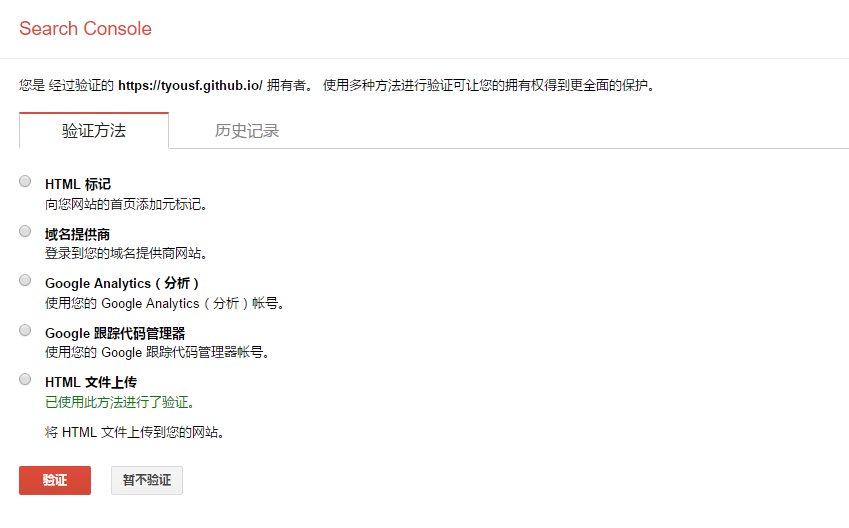 Search Console
您是 经过验证的 https://tyousf.github.io/ 拥有者。 使用多种方法进行验证可让您的拥有权得到更全面的保护。
验证方法 历史记录
HTML 标记
向您网站的首页添加元标记。
域名提供商
登录到您的域名提供商网站。
Google Analytics（分析）
使用您的 Google Analytics（分析）帐号。
Google 跟踪代码管理器
使用您的 Google 跟踪代码管理器帐号。
HTML 文件上传
已使用此方法进行了验证。
将 HTML 文件上传到您的网站。
验证 暂不验证